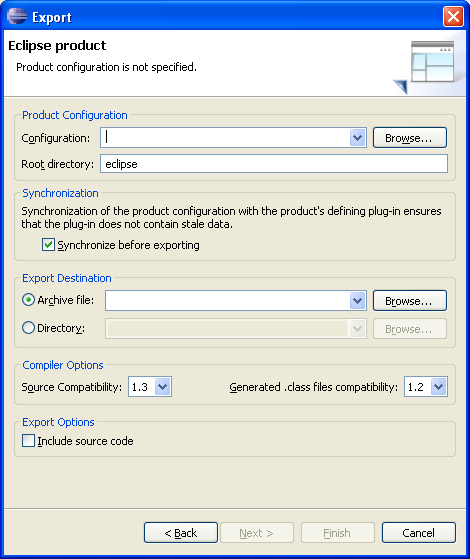 Export
Eclipse product
Product configuration is not specified.
Product Configuration
Configuration: Browse...
Root directory: eclipse
Synchronization
Synchronization of the product configuration with the product's defining plug-in ensures
that the plug-in does not contain stale data.
Synchronize before exporting
Export Destination
Archive file: Browse...
Directory: Browse...
Compiler Options
Source Compatibility: 1.3 Generated .class files compatibility: 1.2
Export Options
Include source code
< Back Next > Finish Cancel